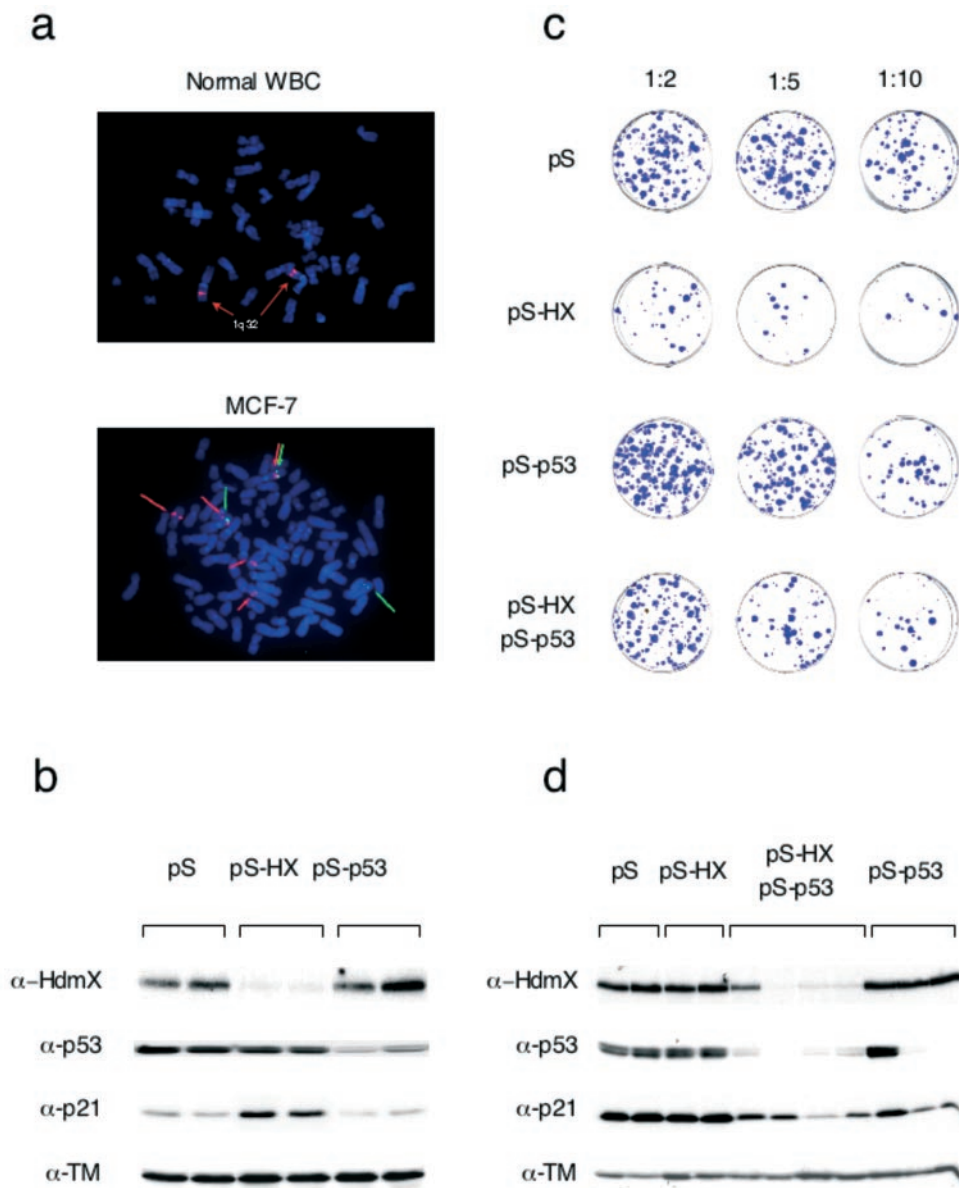 a
Normal WBC
1q 32
MCF-7
c
1:2 1:5 1:10
pS
pS-HX
pS-p53
pS-HX
pS-p53
b
pS pS-HX pS-p53
α-HdmX
α-p53
α-p21
α-TM
d
pS pS-HX pS-HX pS-p53 pS-p53
α-HdmX
α-p53
α-p21
α-TM